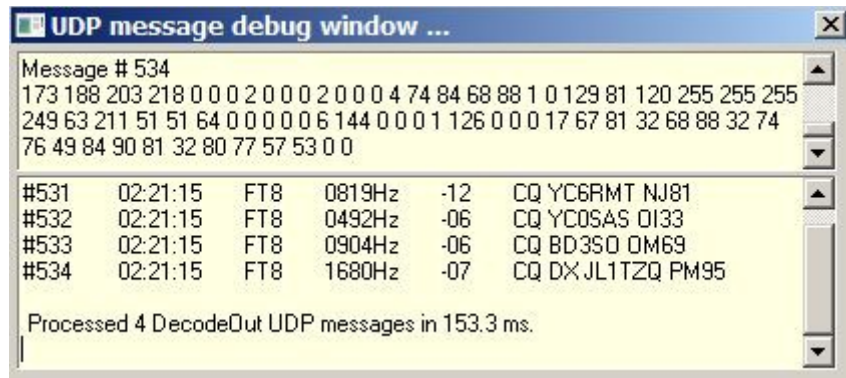 UDP message debug window ...
Message # 534
173 188 203 218 0 0 0 2 0 0 0 2 0 0 0 4 74 84 68 88 1 0 129 81 120 255 255 255
249 63 211 51 51 64 0 0 0 0 0 6 144 0 0 0 1 126 0 0 0 17 67 81 32 68 88 32 74
76 49 84 90 81 32 80 77 57 53 0 0
#531 02:21:15 FT8 0819Hz -12 CQ YC6RMT NJ81
#532 02:21:15 FT8 0492Hz -06 CQ YC0SAS OI33
#533 02:21:15 FT8 0904Hz -06 CQ BD3SO OM69
#534 02:21:15 FT8 1680Hz -07 CQ DX JL1TZQ PM95
Processed 4 DecodeOut UDP messages in 153.3 ms.